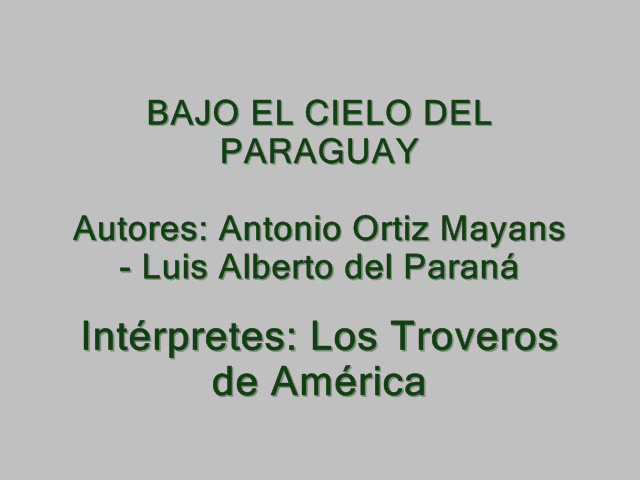 BAJO EL CIELO DEL
PARAGUAY
Autores: Antonio Ortiz Mayans
- Luis Alberto del Paraná
Intérpretes: Los Troveros
de América